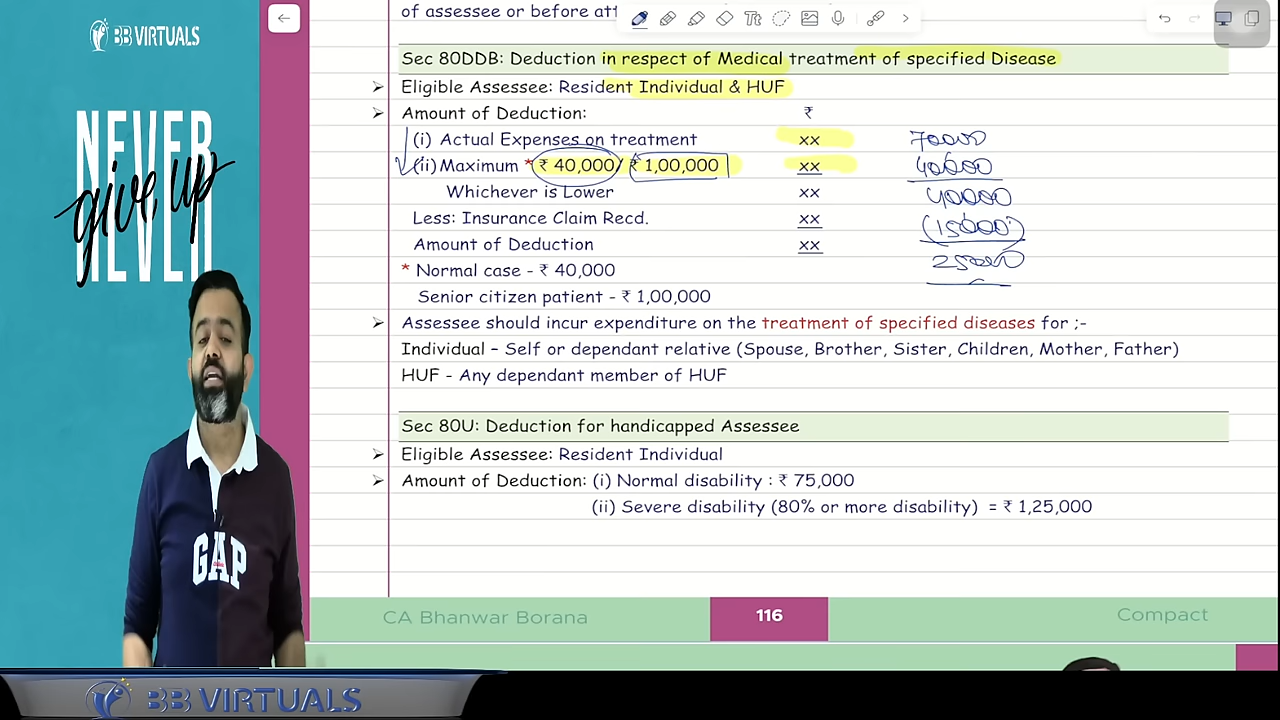 BB VIRTUALS
NEVER
give up
NEVER
GAP
of assessee or before att
Tt
Sec 80DDB: Deduction in respect of Medical treatment of specified Disease
➤ Eligible Assessee: Resident Individual & HUF
➤ Amount of Deduction: ₹
(i) Actual Expenses on treatment xx 70000
(ii) Maximum * ₹ 40,000/ ₹ 1,00,000 xx 40000
Whichever is Lower xx 40000
Less: Insurance Claim Recd. xx (15000)
Amount of Deduction xx 25000
* Normal case - ₹ 40,000
Senior citizen patient - ₹ 1,00,000
➤ Assessee should incur expenditure on the treatment of specified diseases for ;-
Individual – Self or dependant relative (Spouse, Brother, Sister, Children, Mother, Father)
HUF - Any dependant member of HUF
Sec 80U: Deduction for handicapped Assessee
➤ Eligible Assessee: Resident Individual
➤ Amount of Deduction: (i) Normal disability : ₹ 75,000
(ii) Severe disability (80% or more disability) = ₹ 1,25,000
CA Bhanwar Borana 116 Compact
BB VIRTUALS